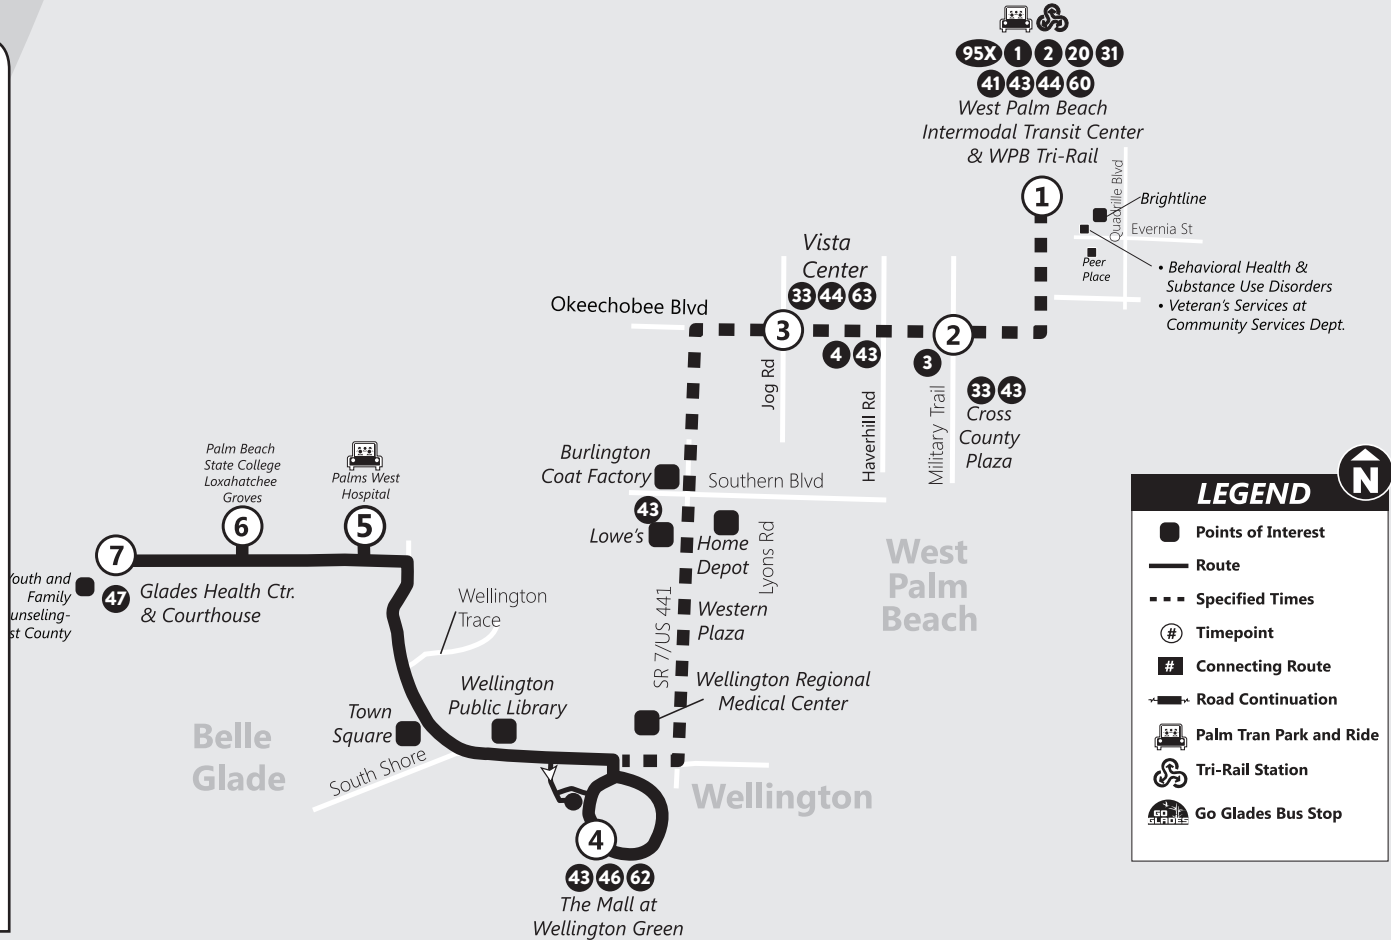 95X 1 2 20 31
41 43 44 60
West Palm Beach
Intermodal Transit Center
& WPB Tri-Rail
1
Quadrille Blvd
Brightline
Evernia St
Peer
Place
• Behavioral Health &
Substance Use Disorders
• Veteran's Services at
Community Services Dept.
Vista
Center
33 44 63
Okeechobee Blvd
3
2
4 43
3
Jog Rd
Haverhill Rd
Military Trail
33 43
Cross
County
Plaza
Burlington
Coat Factory
Southern Blvd
43
Lowe's
Home
Depot
Lyons Rd
West
Palm
Beach
Palm Beach
State College
Loxahatchee
Groves
6
Palms West
Hospital
5
7
47
Glades Health Ctr.
& Courthouse
outh and
Family
unseling-
st County
Wellington
Trace
SR 7/US 441
Western
Plaza
Wellington Regional
Medical Center
Wellington
Public Library
Town
Square
South Shore
Belle
Glade
Wellington
4
43 46 62
The Mall at
Wellington Green
N
LEGEND
Points of Interest
Route
Specified Times
# Timepoint
# Connecting Route
Road Continuation
Palm Tran Park and Ride
Tri-Rail Station
GO GLADES Go Glades Bus Stop